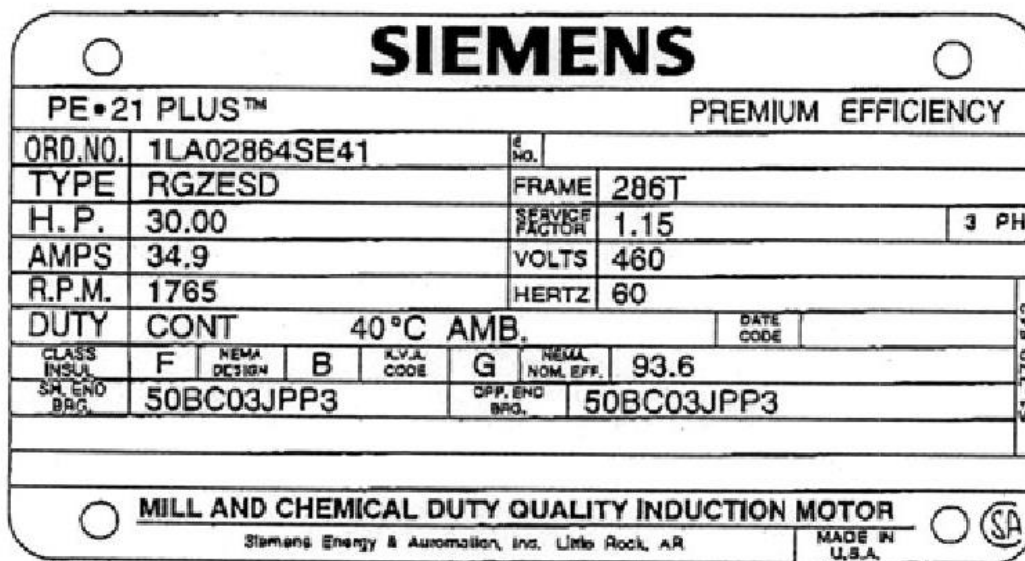 SIEMENS
PE•21 PLUS™ PREMIUM EFFICIENCY
ORD.NO. 1LA02864SE41 E NO.
TYPE RGZESD FRAME 286T
H.P. 30.00 SERVICE FACTOR 1.15 3 PH
AMPS 34.9 VOLTS 460
R.P.M. 1765 HERTZ 60
DUTY CONT 40°C AMB. DATE CODE
CLASS INSUL F NEMA DESIGN B K.V.A. CODE G NEMA NOM. EFF. 93.6
SH. END BRG. 50BC03JPP3 OPP. END BRG. 50BC03JPP3
MILL AND CHEMICAL DUTY QUALITY INDUCTION MOTOR
Siemens Energy & Automation, Inc. Little Rock, AR MADE IN U.S.A.
SA